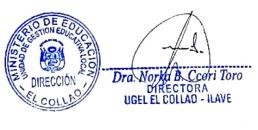 MINISTERIO DE EDUCACIÓN
UNIDAD DE GESTIÓN EDUCATIVA LOCAL
DIRECCIÓN
- EL COLLAO -
Dra. Norka B. Ccori Toro
DIRECTORA
UGEL EL COLLAO - ILAVE